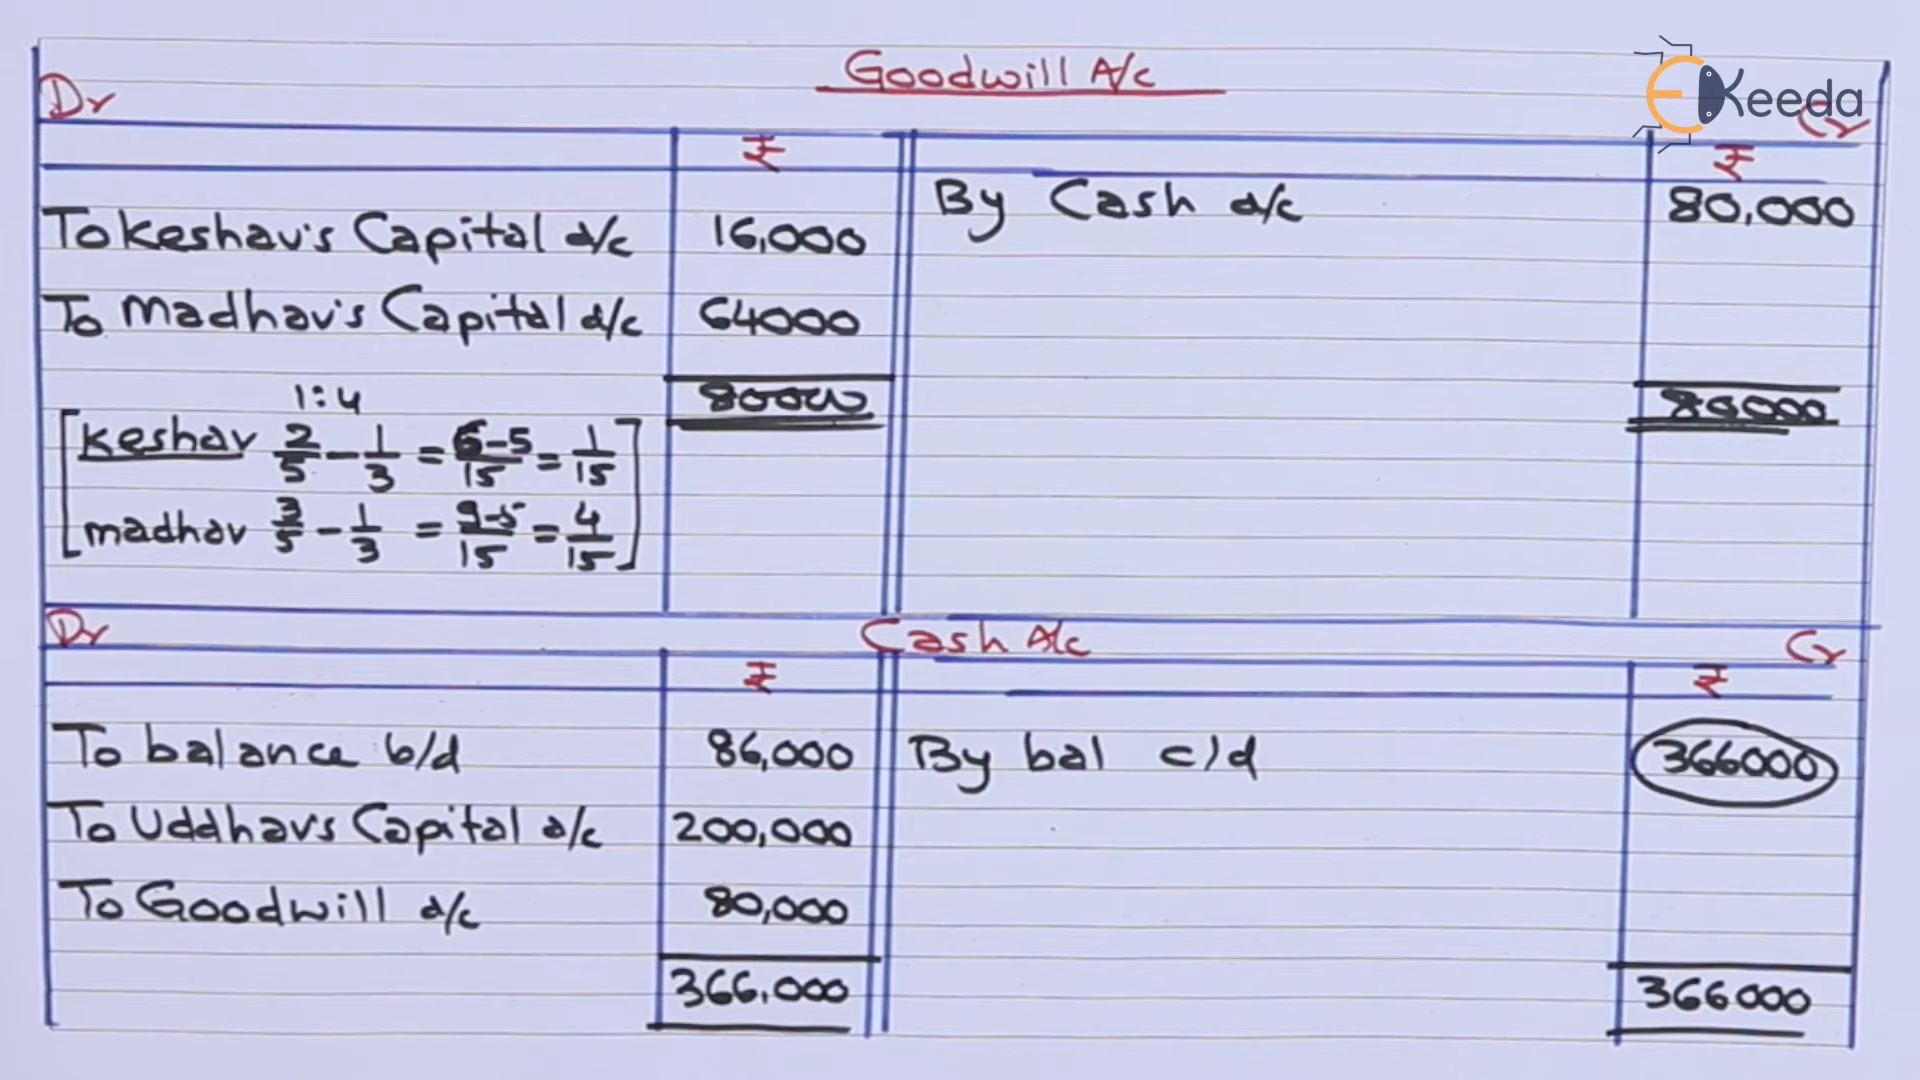 Goodwill A/c
EKeeda
Dr
Cr
₹
₹
To Keshav's Capital a/c 16,000 By Cash a/c 80,000
To Madhav's Capital a/c 64000
1:4
80000 80000
Keshav 2/5 - 1/3 = 6-5/15 = 1/15
madhav 3/5 - 1/3 = 9-5/15 = 4/15
Dr Cash A/c Cr
₹ ₹
To balance b/d 86,000 By bal c/d 366000
To Uddhav's Capital a/c 200,000
To Goodwill a/c 80,000
366,000 366000